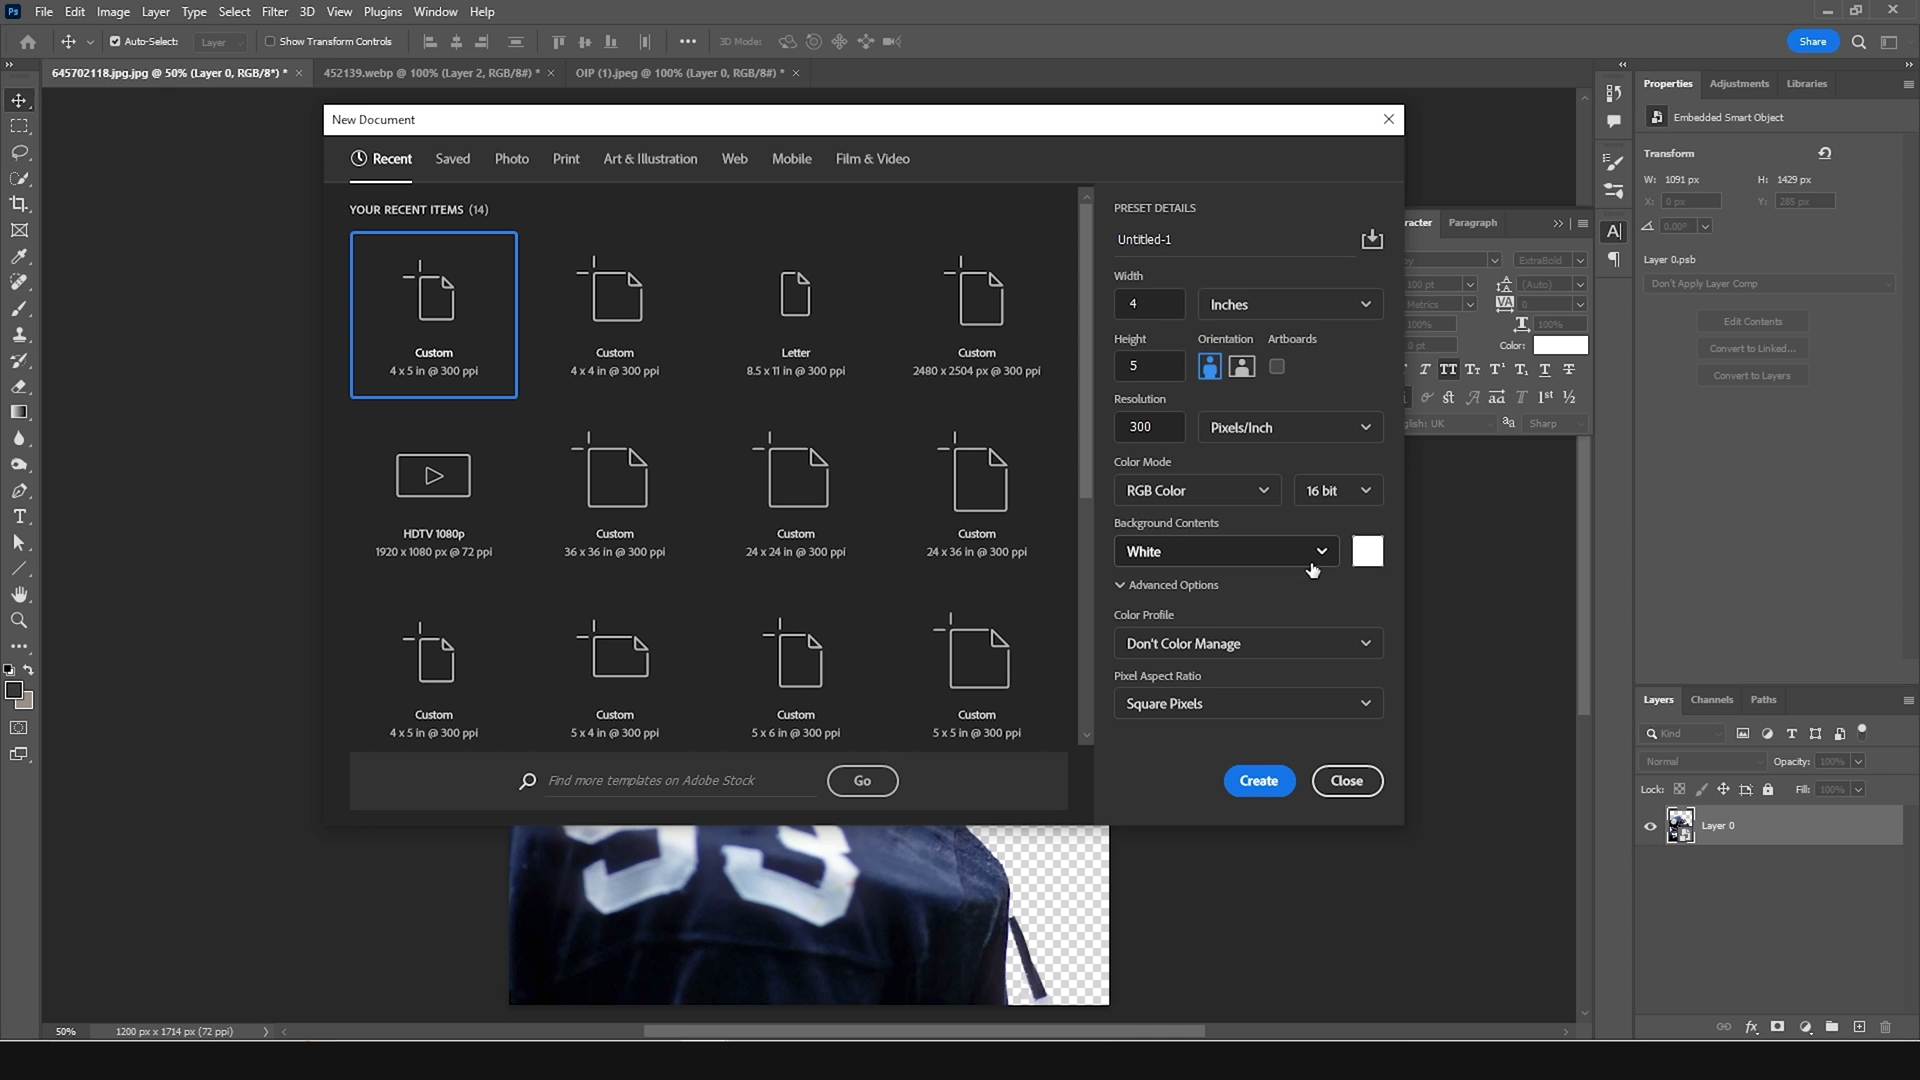 Ps File Edit Image Layer Type Select Filter 3D View Plugins Window Help
Auto-Select: Layer Show Transform Controls 3D Mode: Share
645702118.jpg.jpg @ 50% (Layer 0, RGB/8*) * 452139.webp @ 100% (Layer 2, RGB/8#) * OIP (1).jpeg @ 100% (Layer 0, RGB/8#) *
New Document
Recent Saved Photo Print Art & Illustration Web Mobile Film & Video
YOUR RECENT ITEMS (14)
Custom
4 x 5 in @ 300 ppi
Custom
4 x 4 in @ 300 ppi
Letter
8.5 x 11 in @ 300 ppi
Custom
2480 x 2504 px @ 300 ppi
HDTV 1080p
1920 x 1080 px @ 72 ppi
Custom
36 x 36 in @ 300 ppi
Custom
24 x 24 in @ 300 ppi
Custom
24 x 36 in @ 300 ppi
Custom
4 x 5 in @ 300 ppi
Custom
5 x 4 in @ 300 ppi
Custom
5 x 6 in @ 300 ppi
Custom
5 x 5 in @ 300 ppi
Find more templates on Adobe Stock Go
PRESET DETAILS
Untitled-1
Width
4 Inches
Height Orientation Artboards
5
Resolution
300 Pixels/Inch
Color Mode
RGB Color 16 bit
Background Contents
White
Advanced Options
Color Profile
Don't Color Manage
Pixel Aspect Ratio
Square Pixels
Create Close
Paragraph
ExtraBold
100 pt (Auto)
Metrics 0
100% 100%
0 pt Color:
English: UK Sharp
Properties Adjustments Libraries
Embedded Smart Object
Transform
W: 1091 px H: 1429 px
X: 0 px Y: 285 px
0.00°
Layer 0.psb
Don't Apply Layer Comp
Edit Contents
Convert to Linked...
Convert to Layers
Layers Channels Paths
Kind
Normal Opacity: 100%
Lock: Fill: 100%
Layer 0
50% 1200 px x 1714 px (72 ppi)